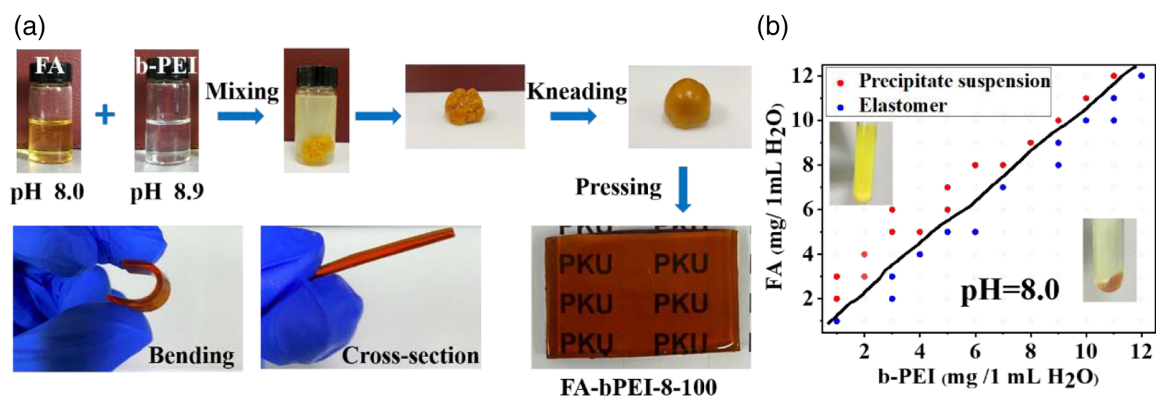 (a)
FA
b-PEI
Mixing
Kneading
pH 8.0
pH 8.9
Pressing
Bending
Cross-section
PKU PKU
PKU PKU
PKU PKU
FA-bPEI-8-100
(b)
Precipitate suspension
Elastomer
FA (mg/ 1mL H₂O)
12
10
8
6
4
2
pH=8.0
2 4 6 8 10 12
b-PEI (mg /1 mL H₂O)